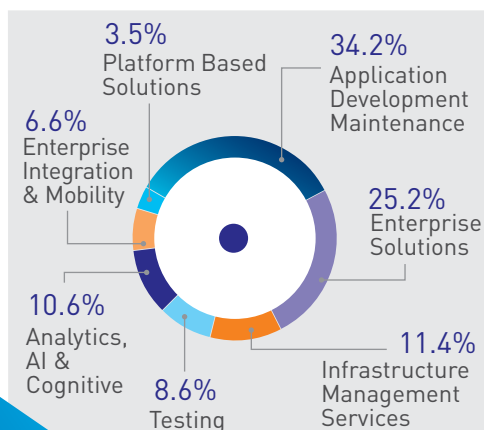 3.5%
Platform Based
Solutions
34.2%
Application
Development
Maintenance
6.6%
Enterprise
Integration
& Mobility
25.2%
Enterprise
Solutions
10.6%
Analytics,
AI &
Cognitive
8.6%
Testing
11.4%
Infrastructure
Management
Services